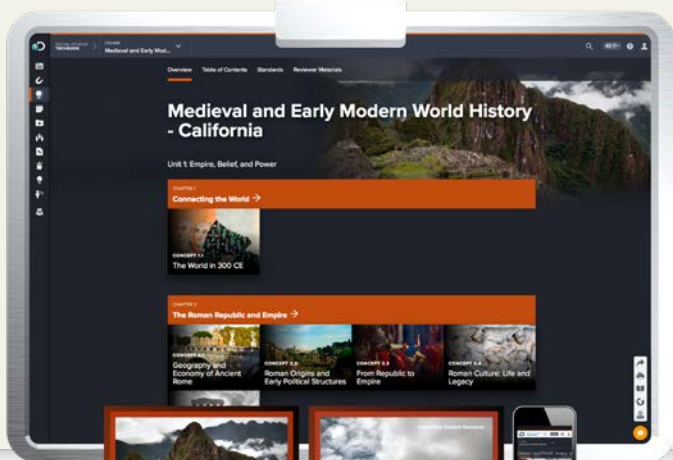 TECHBOOK
COURSE
Medieval and Early Mod...
Overview
Table of Contents
Standards
Reviewer Materials
Medieval and Early Modern World History
- California
Unit 1: Empire, Belief, and Power
CHAPTER 1
Connecting the World →
CONCEPT 1.1
The World in 300 CE
CHAPTER 2
The Roman Republic and Empire →
CONCEPT 2.1
Geography and
Economy of Ancient
Rome
CONCEPT 2.2
Roman Origins and
Early Political Structures
CONCEPT 2.3
From Republic to
Empire
CONCEPT 2.4
Roman Culture: Life and
Legacy